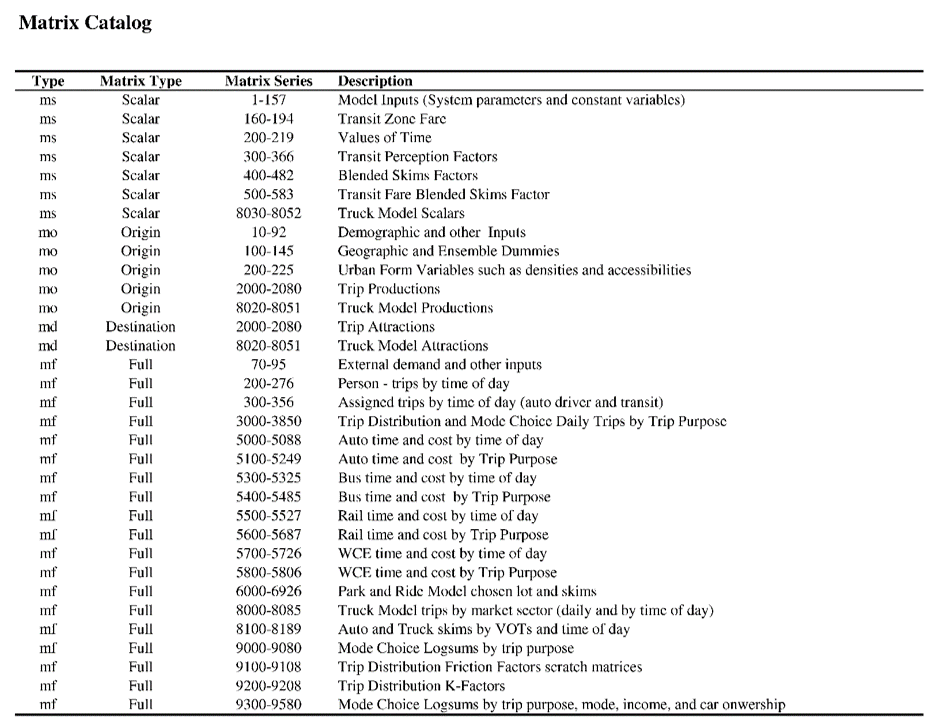 Matrix Catalog
Type Matrix Type Matrix Series Description
ms Scalar 1-157 Model Inputs (System parameters and constant variables)
ms Scalar 160-194 Transit Zone Fare
ms Scalar 200-219 Values of Time
ms Scalar 300-366 Transit Perception Factors
ms Scalar 400-482 Blended Skims Factors
ms Scalar 500-583 Transit Fare Blended Skims Factor
ms Scalar 8030-8052 Truck Model Scalars
mo Origin 10-92 Demographic and other Inputs
mo Origin 100-145 Geographic and Ensemble Dummies
mo Origin 200-225 Urban Form Variables such as densities and accessibilities
mo Origin 2000-2080 Trip Productions
mo Origin 8020-8051 Truck Model Productions
md Destination 2000-2080 Trip Attractions
md Destination 8020-8051 Truck Model Attractions
mf Full 70-95 External demand and other inputs
mf Full 200-276 Person - trips by time of day
mf Full 300-356 Assigned trips by time of day (auto driver and transit)
mf Full 3000-3850 Trip Distribution and Mode Choice Daily Trips by Trip Purpose
mf Full 5000-5088 Auto time and cost by time of day
mf Full 5100-5249 Auto time and cost by Trip Purpose
mf Full 5300-5325 Bus time and cost by time of day
mf Full 5400-5485 Bus time and cost by Trip Purpose
mf Full 5500-5527 Rail time and cost by time of day
mf Full 5600-5687 Rail time and cost by Trip Purpose
mf Full 5700-5726 WCE time and cost by time of day
mf Full 5800-5806 WCE time and cost by Trip Purpose
mf Full 6000-6926 Park and Ride Model chosen lot and skims
mf Full 8000-8085 Truck Model trips by market sector (daily and by time of day)
mf Full 8100-8189 Auto and Truck skims by VOTs and time of day
mf Full 9000-9080 Mode Choice Logsums by trip purpose
mf Full 9100-9108 Trip Distribution Friction Factors scratch matrices
mf Full 9200-9208 Trip Distribution K-Factors
mf Full 9300-9580 Mode Choice Logsums by trip purpose, mode, income, and car onwership